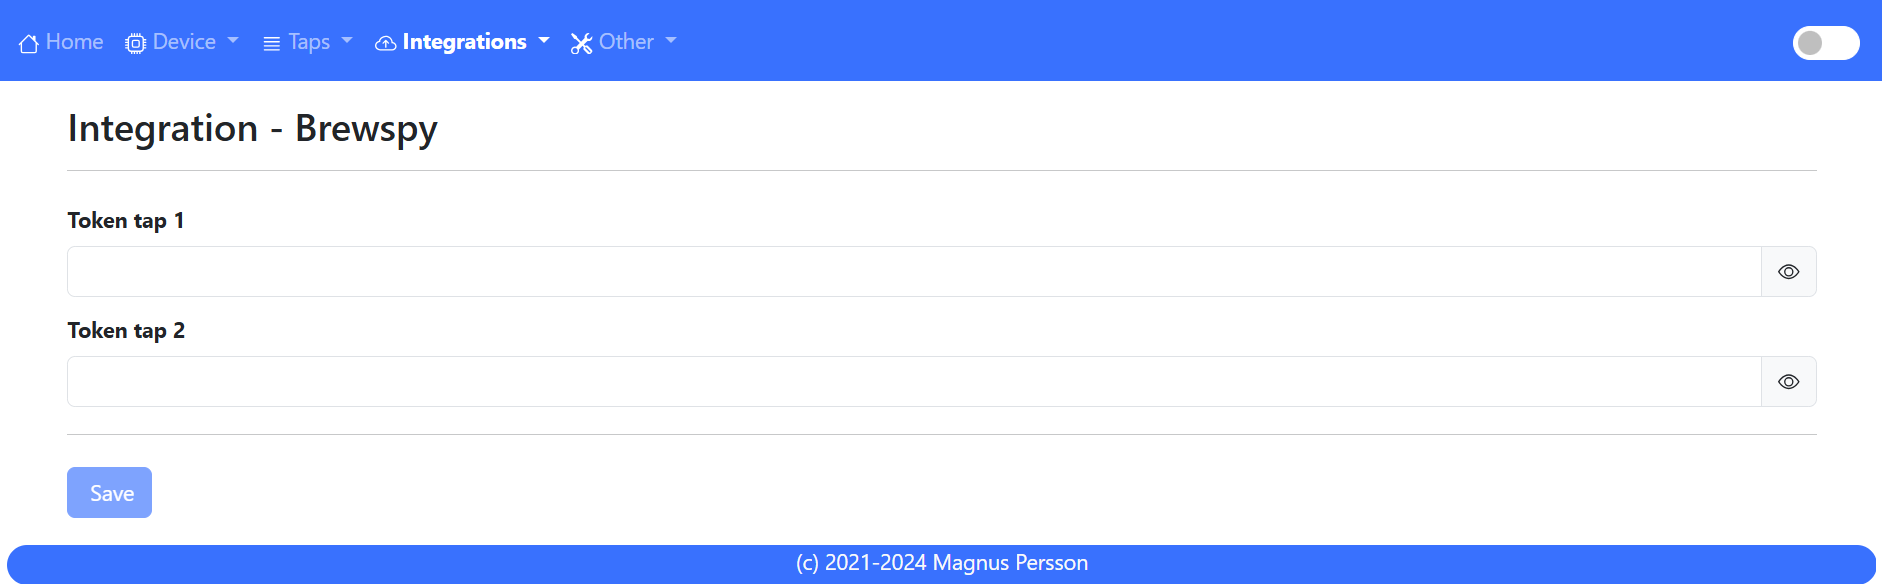 Home Device Taps Integrations Other
Integration - Brewspy
Token tap 1
Token tap 2
Save
(c) 2021-2024 Magnus Persson